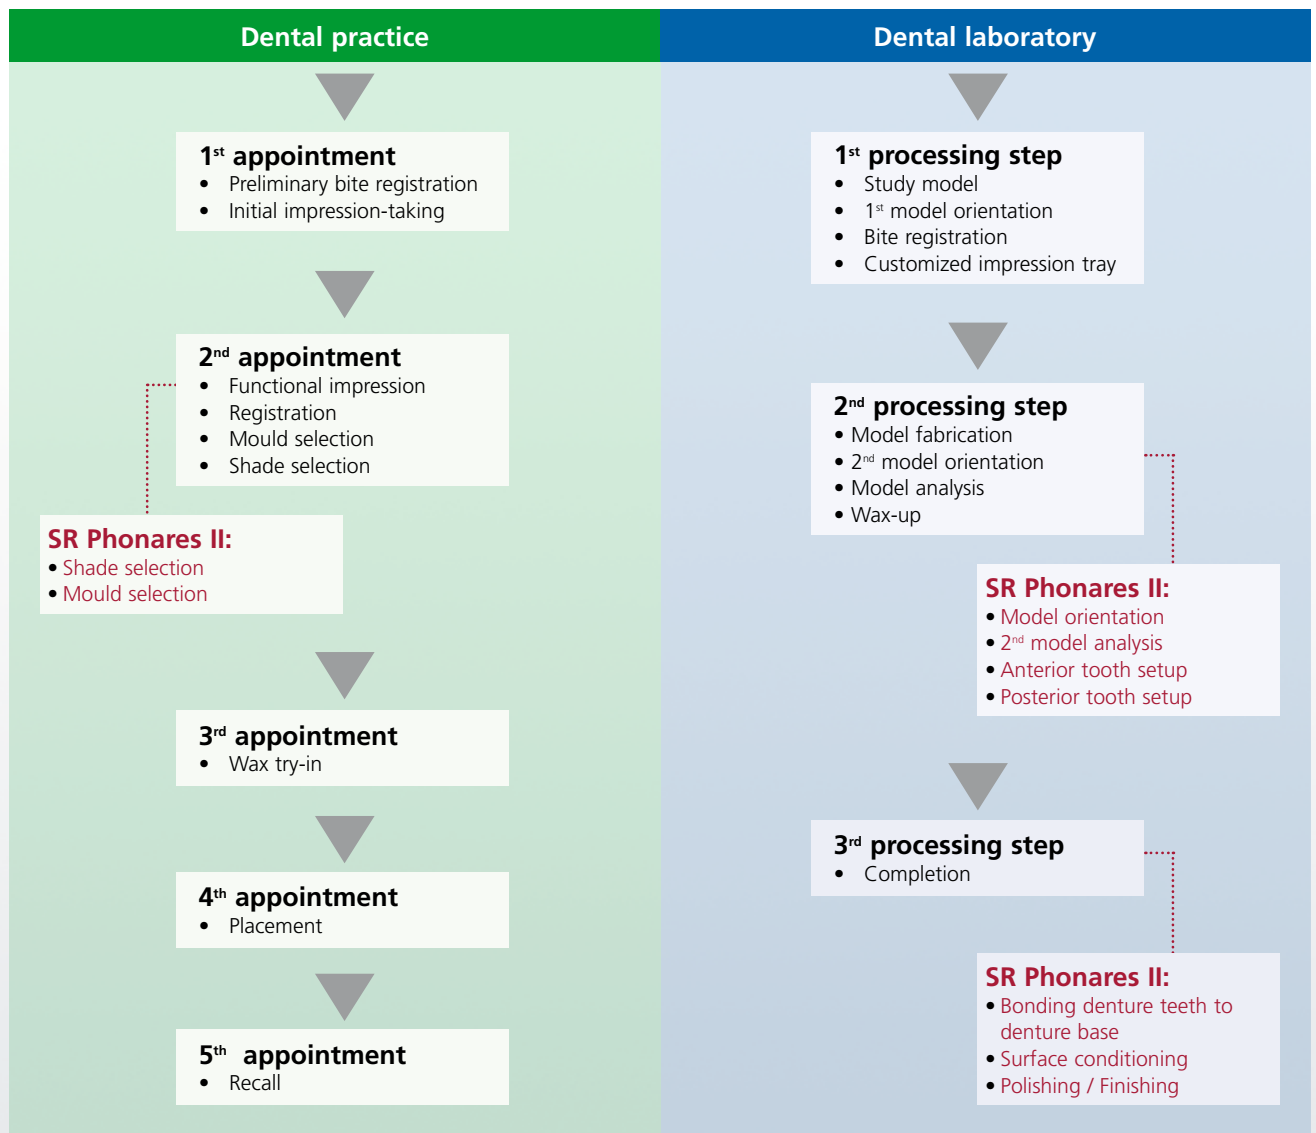 Dental practice
1st appointment
• Preliminary bite registration
• Initial impression-taking
2nd appointment
• Functional impression
• Registration
• Mould selection
• Shade selection
SR Phonares II:
• Shade selection
• Mould selection
3rd appointment
• Wax try-in
4th appointment
• Placement
5th appointment
• Recall
Dental laboratory
1st processing step
• Study model
• 1st model orientation
• Bite registration
• Customized impression tray
2nd processing step
• Model fabrication
• 2nd model orientation
• Model analysis
• Wax-up
SR Phonares II:
• Model orientation
• 2nd model analysis
• Anterior tooth setup
• Posterior tooth setup
3rd processing step
• Completion
SR Phonares II:
• Bonding denture teeth to
denture base
• Surface conditioning
• Polishing / Finishing